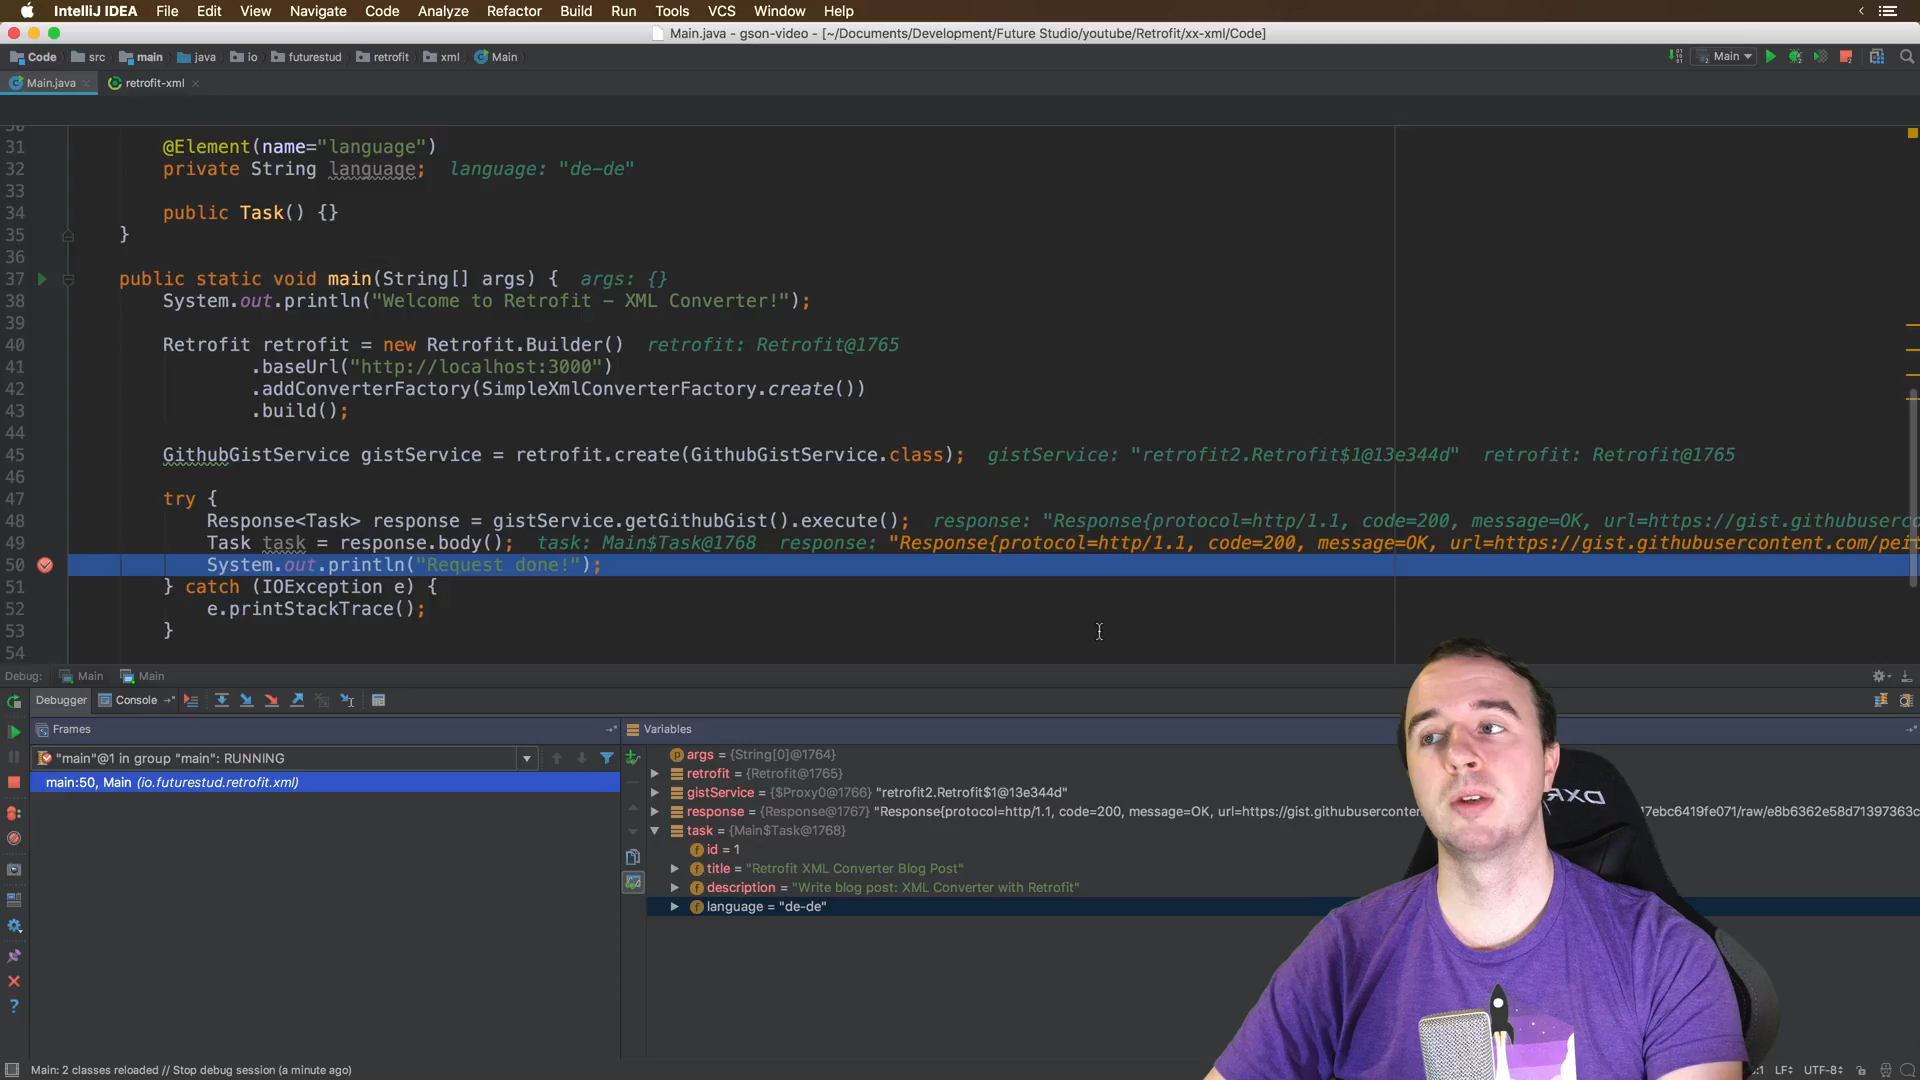 IntelliJ IDEA File Edit View Navigate Code Analyze Refactor Build Run Tools VCS Window Help
Main.java - gson-video - [~/Documents/Development/Future Studio/youtube/Retrofit/xx-xml/Code]
Code src main java io futurestud retrofit xml Main
Main
Main.java retrofit-xml
31 @Element(name="language")
32 private String language; language: "de-de"
33
34 public Task() {}
35 }
36
37 public static void main(String[] args) { args: {}
38 System.out.println("Welcome to Retrofit – XML Converter!");
39
40 Retrofit retrofit = new Retrofit.Builder() retrofit: Retrofit@1765
41 .baseUrl("http://localhost:3000")
42 .addConverterFactory(SimpleXmlConverterFactory.create())
43 .build();
44
45 GithubGistService gistService = retrofit.create(GithubGistService.class); gistService: "retrofit2.Retrofit$1@13e344d" retrofit: Retrofit@1765
46
47 try {
48 Response<Task> response = gistService.getGithubGist().execute(); response: "Response{protocol=http/1.1, code=200, message=OK, url=https://gist.githubuserco
49 Task task = response.body(); task: Main$Task@1768 response: "Response{protocol=http/1.1, code=200, message=OK, url=https://gist.githubusercontent.com/peit
50 System.out.println("Request done!");
51 } catch (IOException e) {
52 e.printStackTrace();
53 }
54
Debug: Main Main
Debugger Console
Frames
Variables
"main"@1 in group "main": RUNNING
main:50, Main (io.futurestud.retrofit.xml)
args = {String[0]@1764}
retrofit = {Retrofit@1765}
gistService = {$Proxy0@1766} "retrofit2.Retrofit$1@13e344d"
response = {Response@1767} "Response{protocol=http/1.1, code=200, message=OK, url=https://gist.githubusercontent 17ebc6419fe071/raw/e8b6362e58d71397363c
task = {Main$Task@1768}
id = 1
title = "Retrofit XML Converter Blog Post"
description = "Write blog post: XML Converter with Retrofit"
language = "de-de"
DXR
Main: 2 classes reloaded // Stop debug session (a minute ago)
:1 LF UTF-8